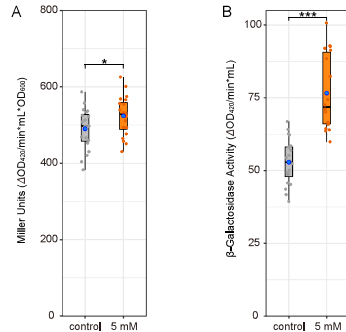 A
B
Miller Units (ΔOD₄₂₀/min*mL*OD₆₀₀)
800
600
400
200
0
*
control
5 mM
β-Galactosidase Activity (ΔOD₄₂₀/min*mL)
100
75
50
25
0
***
control
5 mM